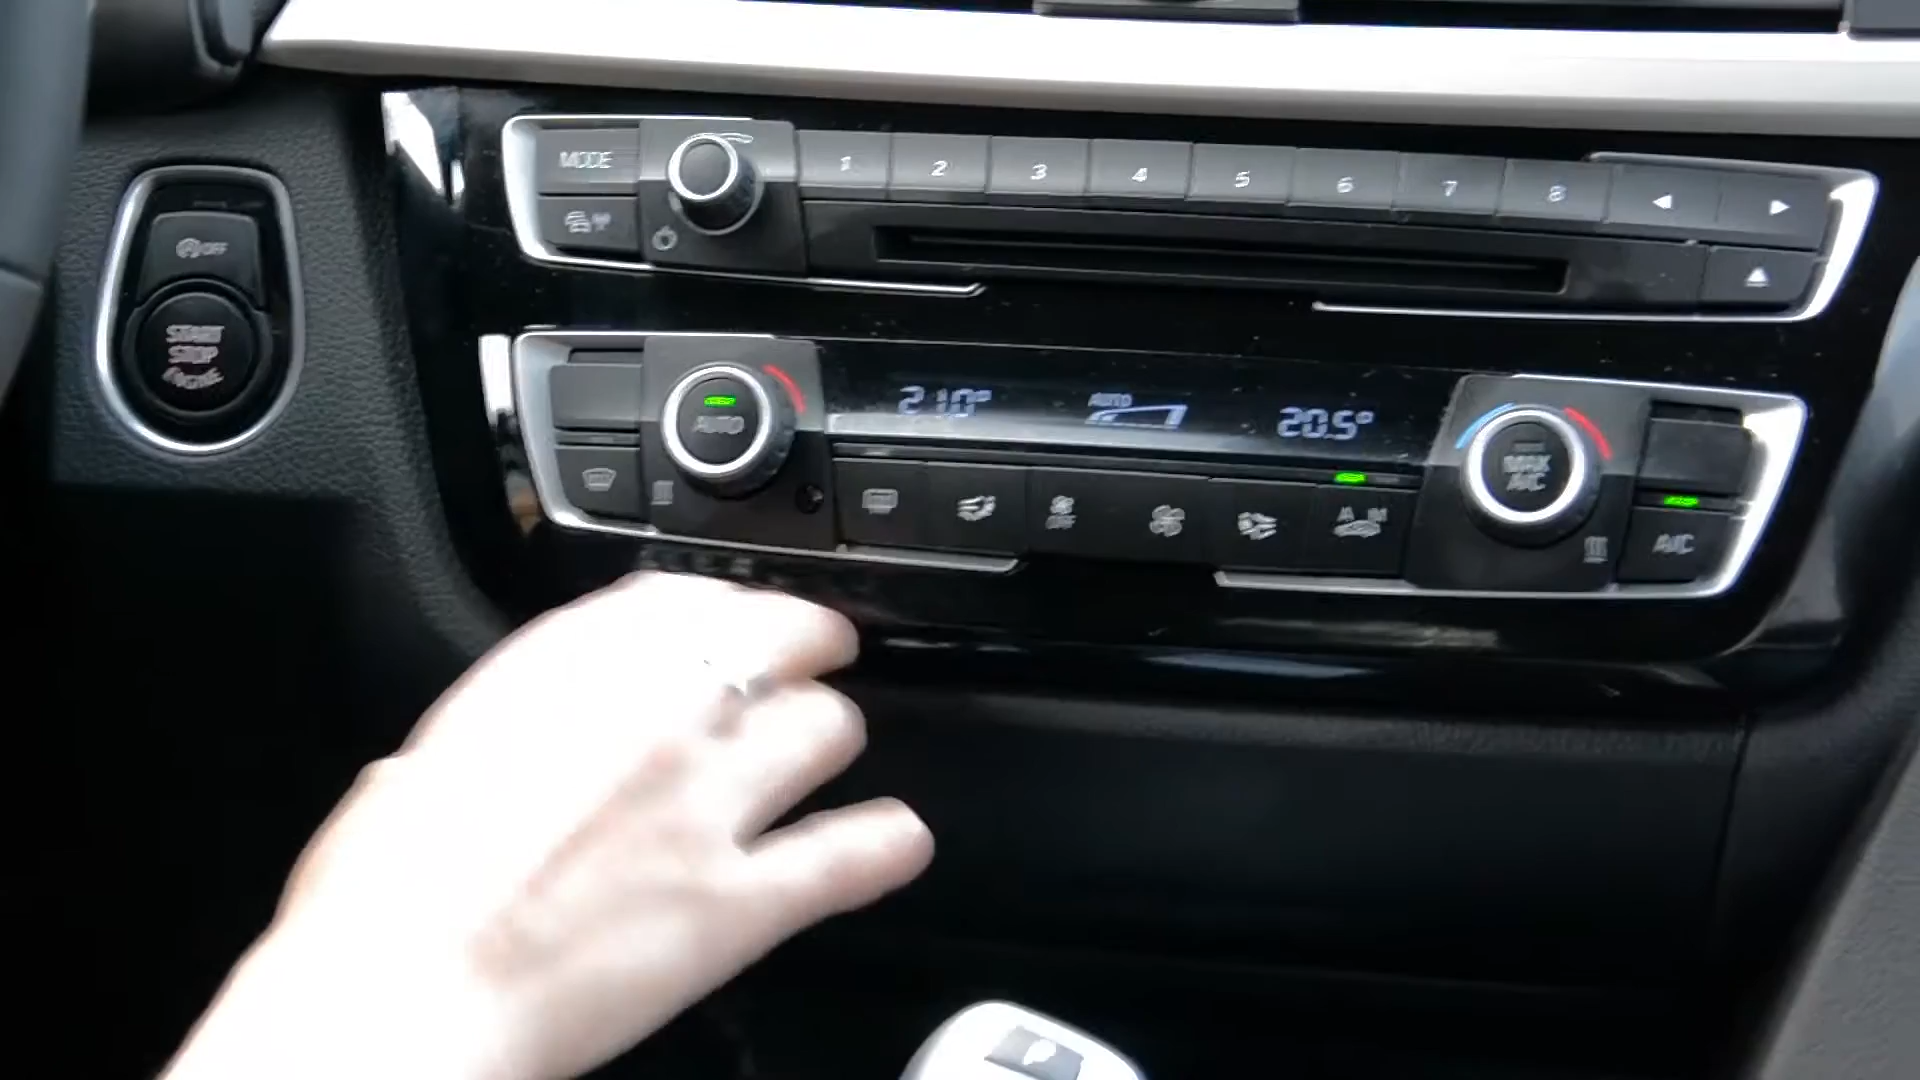 MODE
1 2 3 4 5 6 7 8
OFF
START
STOP
ENGINE
AUTO
21.0°
AUTO
20.5°
MAX
A/C
OFF
A M
A/C